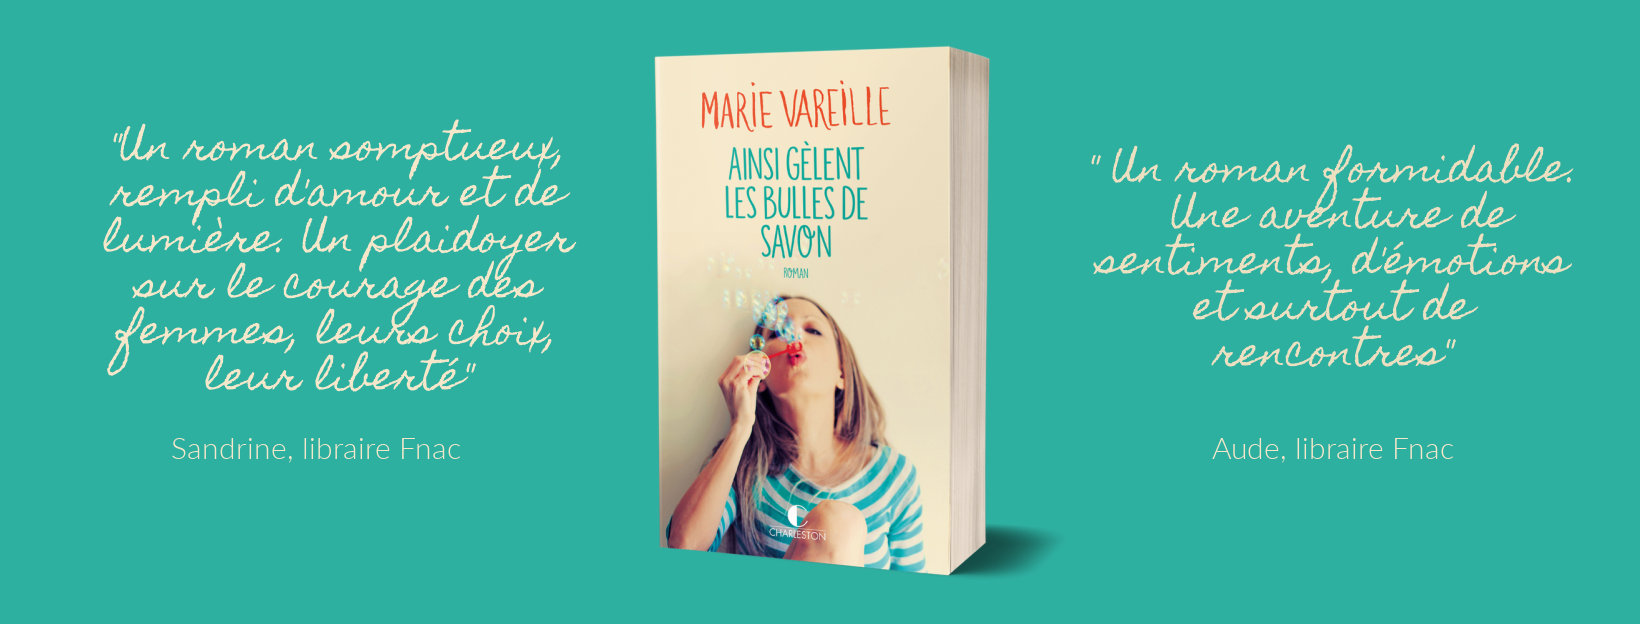 "Un roman somptueux,
rempli d'amour et de
lumière. Un plaidoyer
sur le courage des
femmes, leurs choix,
leur liberté"
Sandrine, libraire Fnac
MARIE VAREILLE
AINSI GÈLENT
LES BULLES DE
SAVON
ROMAN
C
CHARLESTON
" Un roman formidable.
Une aventure de
sentiments, d'émotions
et surtout de
rencontres"
Aude, libraire Fnac